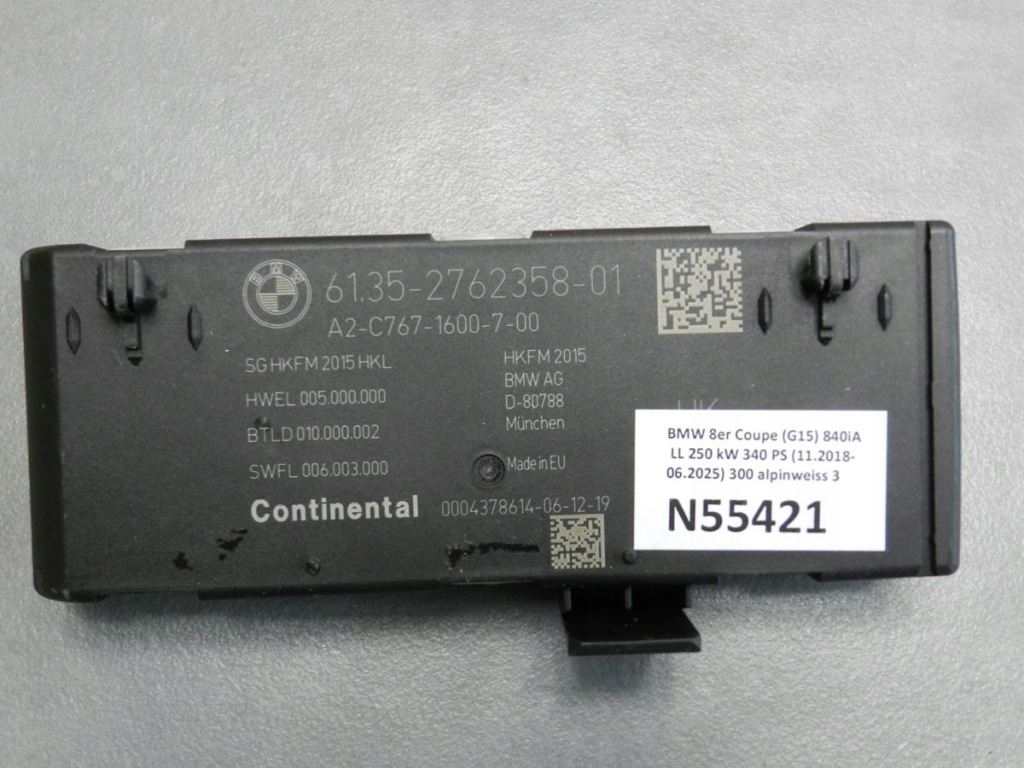 BMW
61.35-2762358-01
A2-C767-1600-7-00
SG HKFM 2015 HKL
HWEL 005.000.000
BTLD 010.000.002
SWFL 006.003.000
Continental
HKFM 2015
BMW AG
D-80788
München
Made in EU
0004378614-06-12-19
BMW 8er Coupe (G15) 840iA
LL 250 kW 340 PS (11.2018-
06.2025) 300 alpinweiss 3
N55421